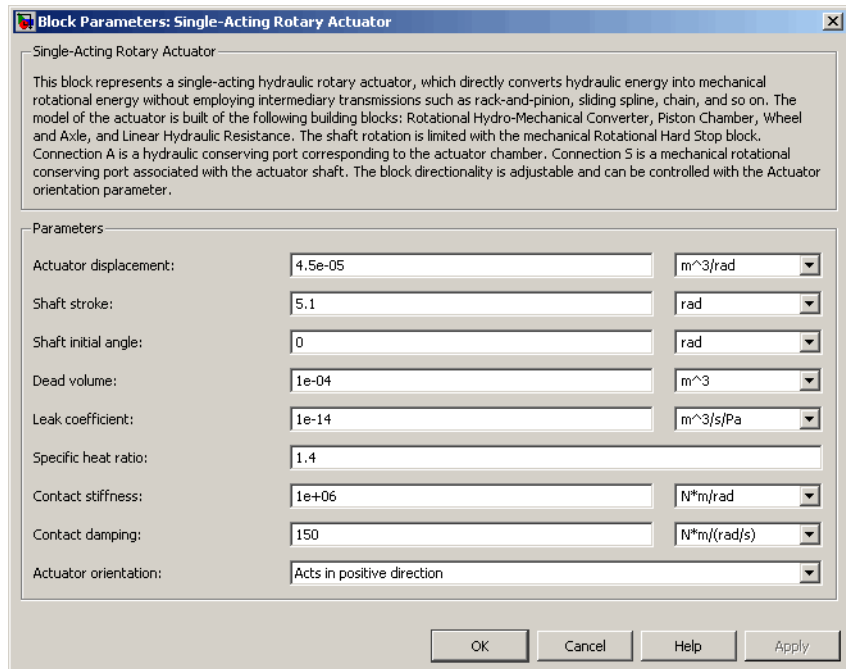 Block Parameters: Single-Acting Rotary Actuator
Single-Acting Rotary Actuator
This block represents a single-acting hydraulic rotary actuator, which directly converts hydraulic energy into mechanical
rotational energy without employing intermediary transmissions such as rack-and-pinion, sliding spline, chain, and so on. The
model of the actuator is built of the following building blocks: Rotational Hydro-Mechanical Converter, Piston Chamber, Wheel
and Axle, and Linear Hydraulic Resistance. The shaft rotation is limited with the mechanical Rotational Hard Stop block.
Connection A is a hydraulic conserving port corresponding to the actuator chamber. Connection S is a mechanical rotational
conserving port associated with the actuator shaft. The block directionality is adjustable and can be controlled with the Actuator
orientation parameter.
Parameters
Actuator displacement: 4.5e-05 m^3/rad
Shaft stroke: 5.1 rad
Shaft initial angle: 0 rad
Dead volume: 1e-04 m^3
Leak coefficient: 1e-14 m^3/s/Pa
Specific heat ratio: 1.4
Contact stiffness: 1e+06 N*m/rad
Contact damping: 150 N*m/(rad/s)
Actuator orientation: Acts in positive direction
OK Cancel Help Apply